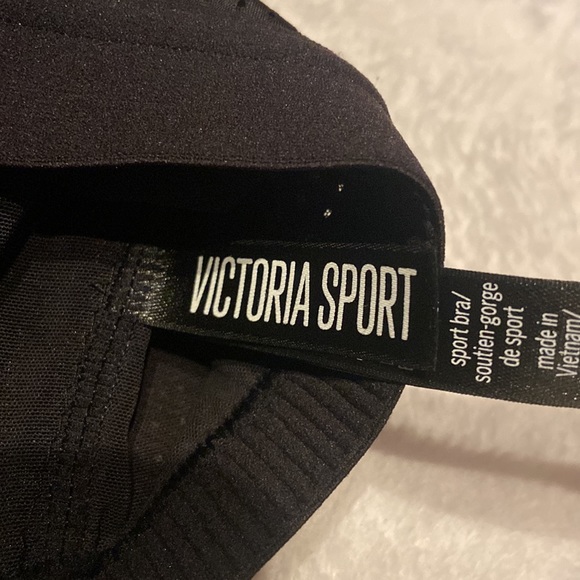 VICTORIA SPORT
sport bra/
soutien-gorge
de sport
made in
Vietnam/